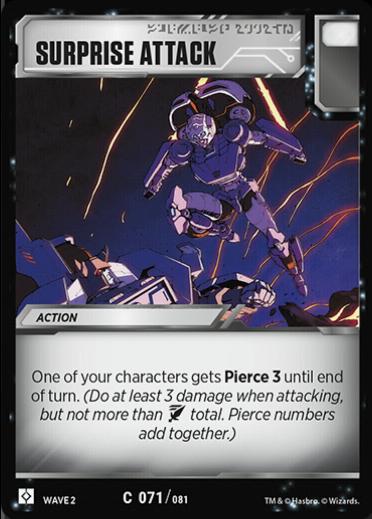 SURPRISE ATTACK
ACTION
One of your characters gets Pierce 3 until end
of turn. (Do at least 3 damage when attacking,
but not more than total. Pierce numbers
add together.)
WAVE 2
C 071/081
TM & © Hasbro. © Wizards.